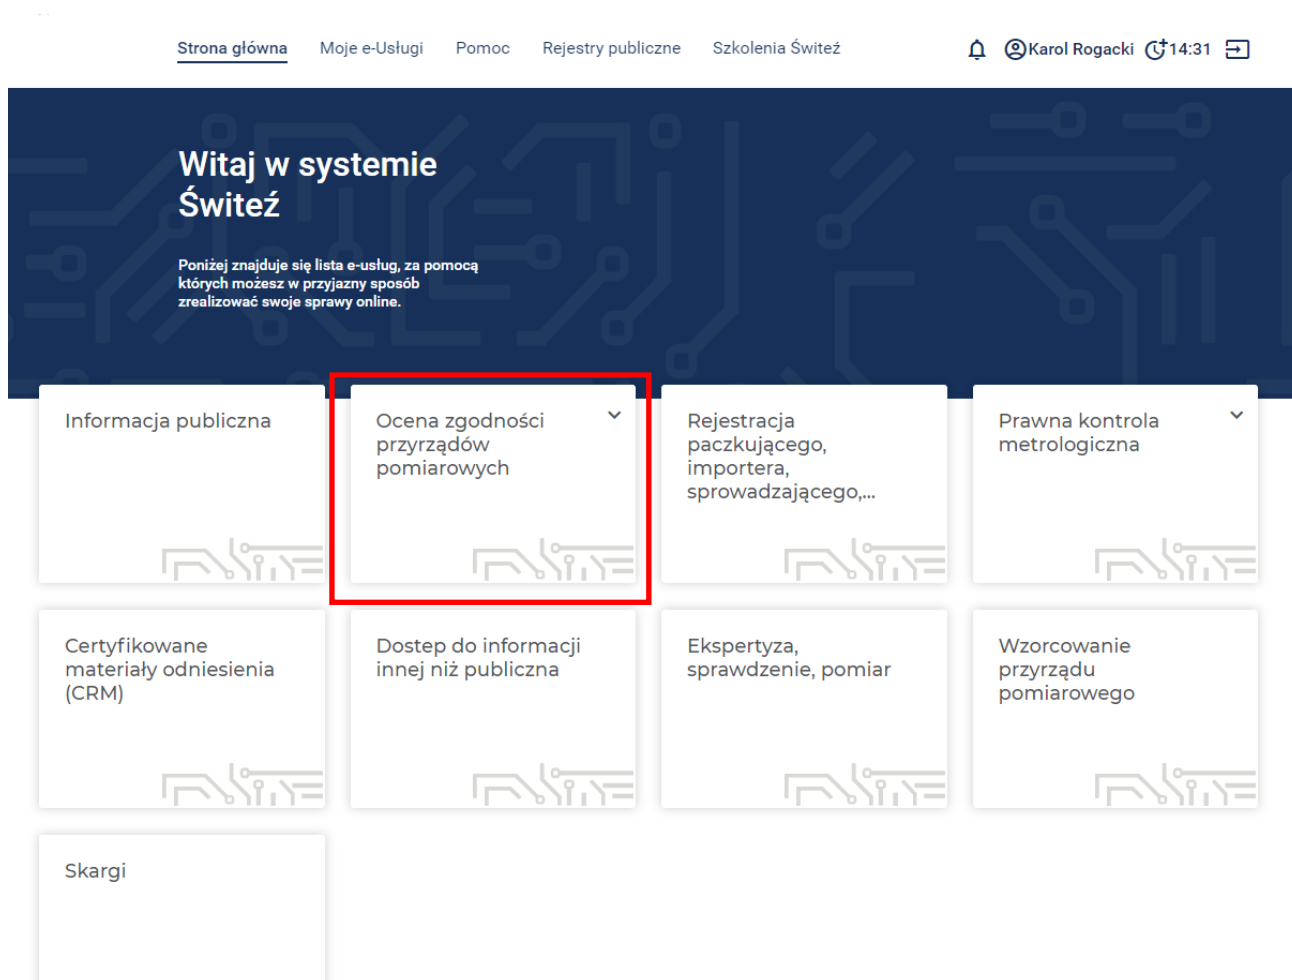 Strona główna Moje e-Usługi Pomoc Rejestry publiczne Szkolenia Świteź Karol Rogacki 14:31
Witaj w systemie
Świteź
Poniżej znajduje się lista e-usług, za pomocą
których możesz w przyjazny sposób
zrealizować swoje sprawy online.
Informacja publiczna
Ocena zgodności
przyrządów
pomiarowych
Rejestracja
paczkującego,
importera,
sprowadzającego,...
Prawna kontrola
metrologiczna
Certyfikowane
materiały odniesienia
(CRM)
Dostep do informacji
innej niż publiczna
Ekspertyza,
sprawdzenie, pomiar
Wzorcowanie
przyrządu
pomiarowego
Skargi